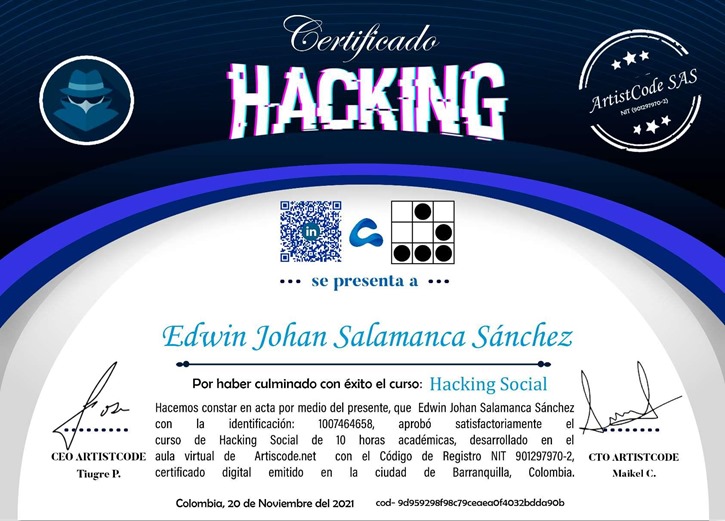 Certificado
HACKING
ArtistCode SAS
NIT (901297970-2)
in
••• se presenta a •••
Edwin Johan Salamanca Sánchez
Por haber culminado con éxito el curso: Hacking Social
Hacemos constar en acta por medio del presente, que Edwin Johan Salamanca Sánchez
con la identificación: 1007464658, aprobó satisfactoriamente el
curso de Hacking Social de 10 horas académicas, desarrollado en el
aula virtual de Artiscode.net con el Código de Registro NIT 901297970-2,
certificado digital emitido en la ciudad de Barranquilla, Colombia.
CEO ARTISTCODE
Tiugre P.
CTO ARTISTCODE
Maikel C.
Colombia, 20 de Noviembre del 2021 cod- 9d959298f98c79ceaea0f4032bdda90b